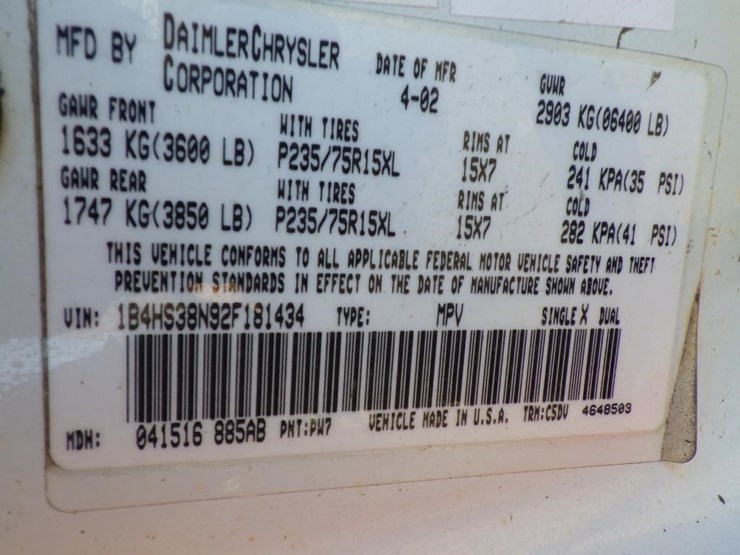 MFD BY DAIMLERCHRYSLER CORPORATION DATE OF MFR 4-02 GVWR 2903 KG(06400 LB)
GAWR FRONT WITH TIRES RIMS AT COLD
1633 KG(3600 LB) P235/75R15XL 15X7 241 KPA(35 PSI)
GAWR REAR WITH TIRES RIMS AT COLD
1747 KG(3850 LB) P235/75R15XL 15X7 282 KPA(41 PSI)
THIS VEHICLE CONFORMS TO ALL APPLICABLE FEDERAL MOTOR VEHICLE SAFETY AND THEFT
PREVENTION STANDARDS IN EFFECT ON THE DATE OF MANUFACTURE SHOWN ABOVE.
VIN: 1B4HS38N92F181434 TYPE: MPV SINGLE X DUAL
MDH: 041516 885AB PNT:PW7 VEHICLE MADE IN U.S.A. TRM:C5DV 4648503